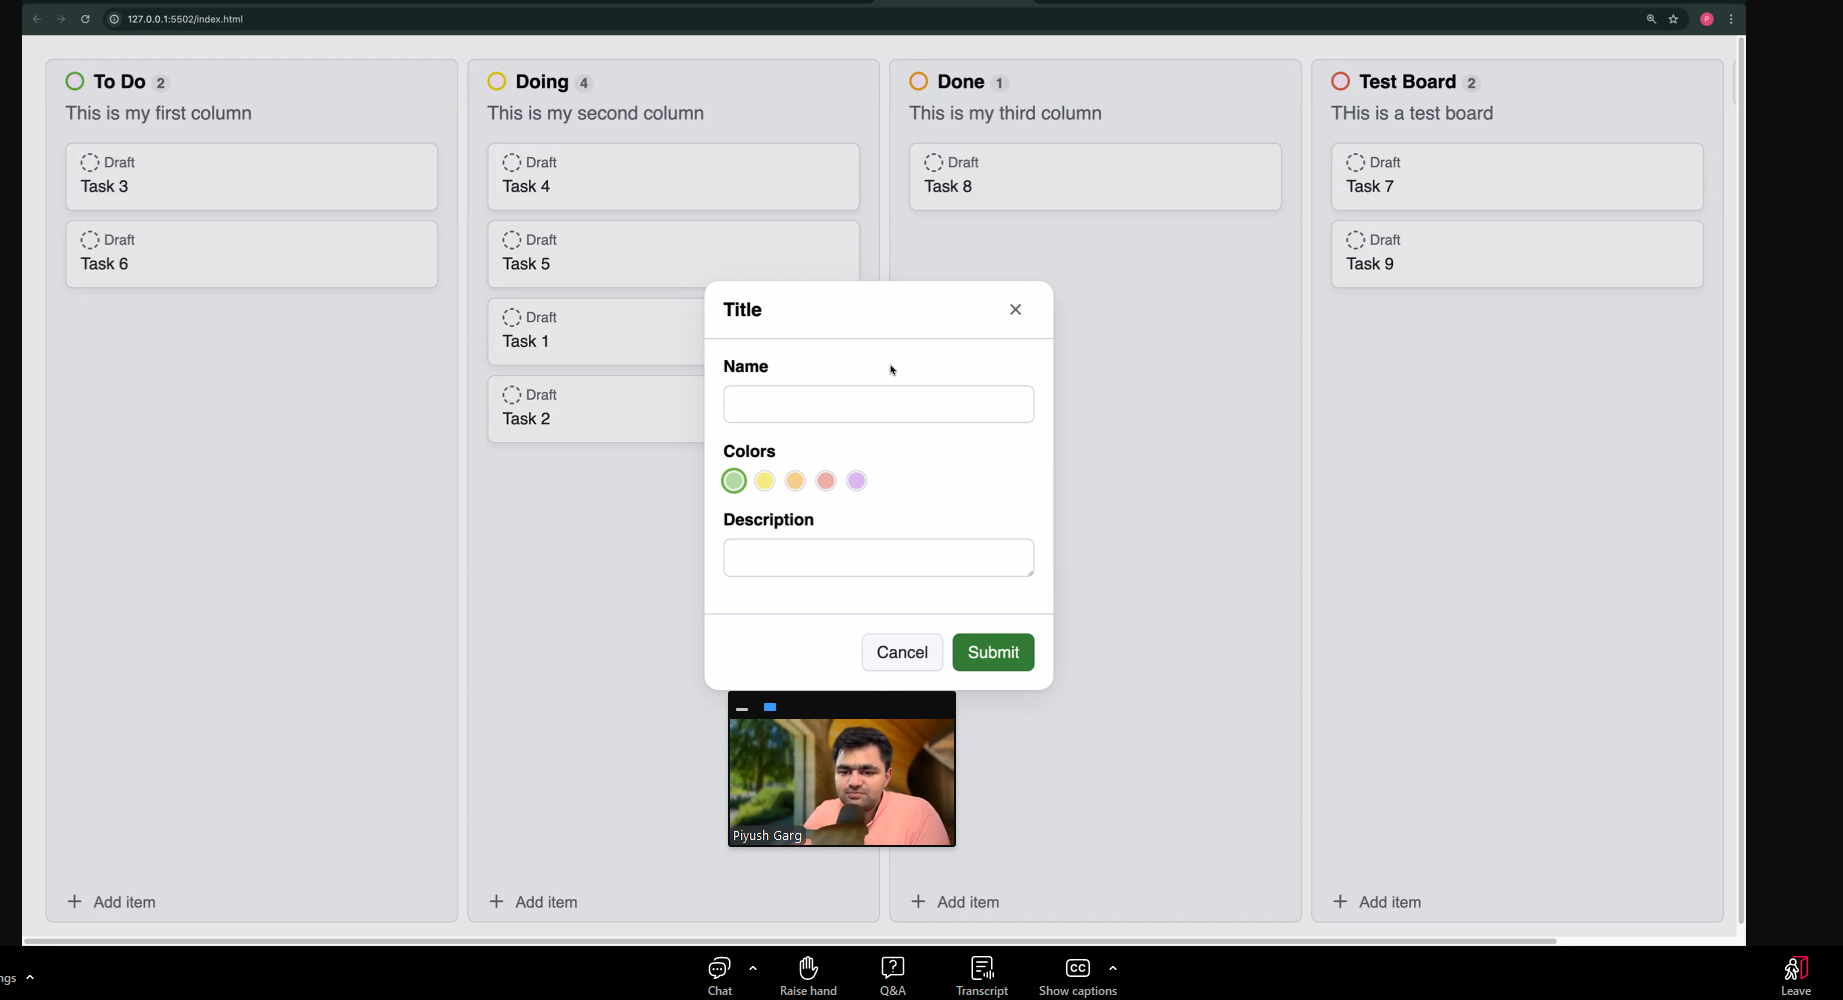 127.0.0.1:5502/index.html
P
To Do 2
This is my first column
Draft
Task 3
Draft
Task 6
+ Add item
Doing 4
This is my second column
Draft
Task 4
Draft
Task 5
Draft
Task 1
Draft
Task 2
+ Add item
Done 1
This is my third column
Draft
Task 8
+ Add item
Test Board 2
THis is a test board
Draft
Task 7
Draft
Task 9
+ Add item
Title
Name
Colors
Description
Cancel Submit
Piyush Garg
ngs
Chat
Raise hand
Q&A
Transcript
CC
Show captions
Leave